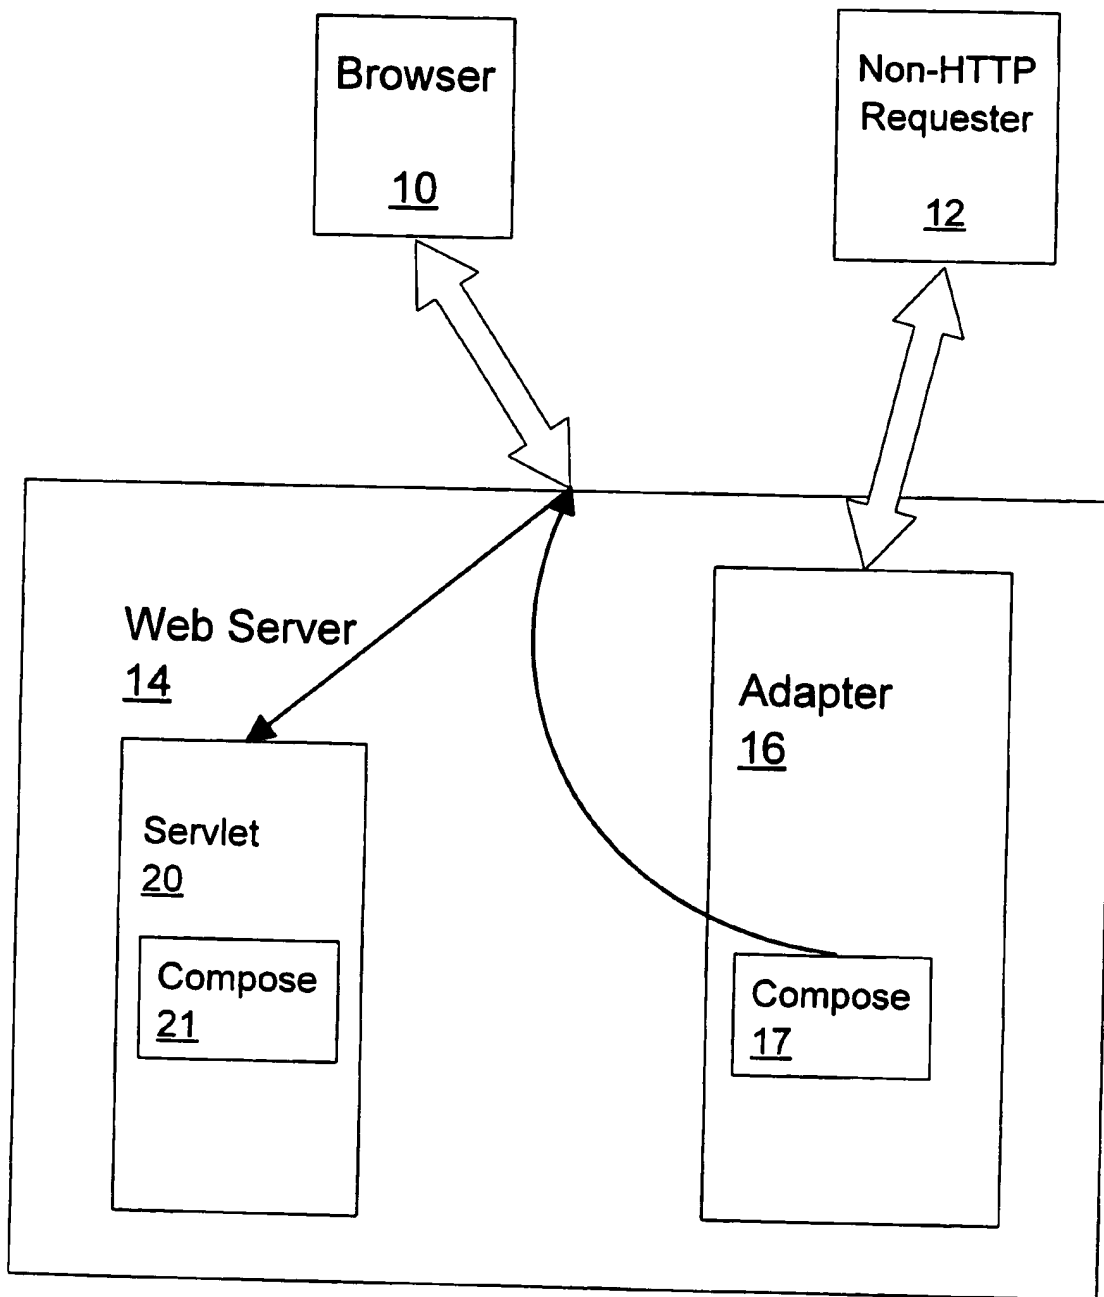 Browser
10
Non-HTTP
Requester
12
Web Server
14
Adapter
16
Servlet
20
Compose
21
Compose
17